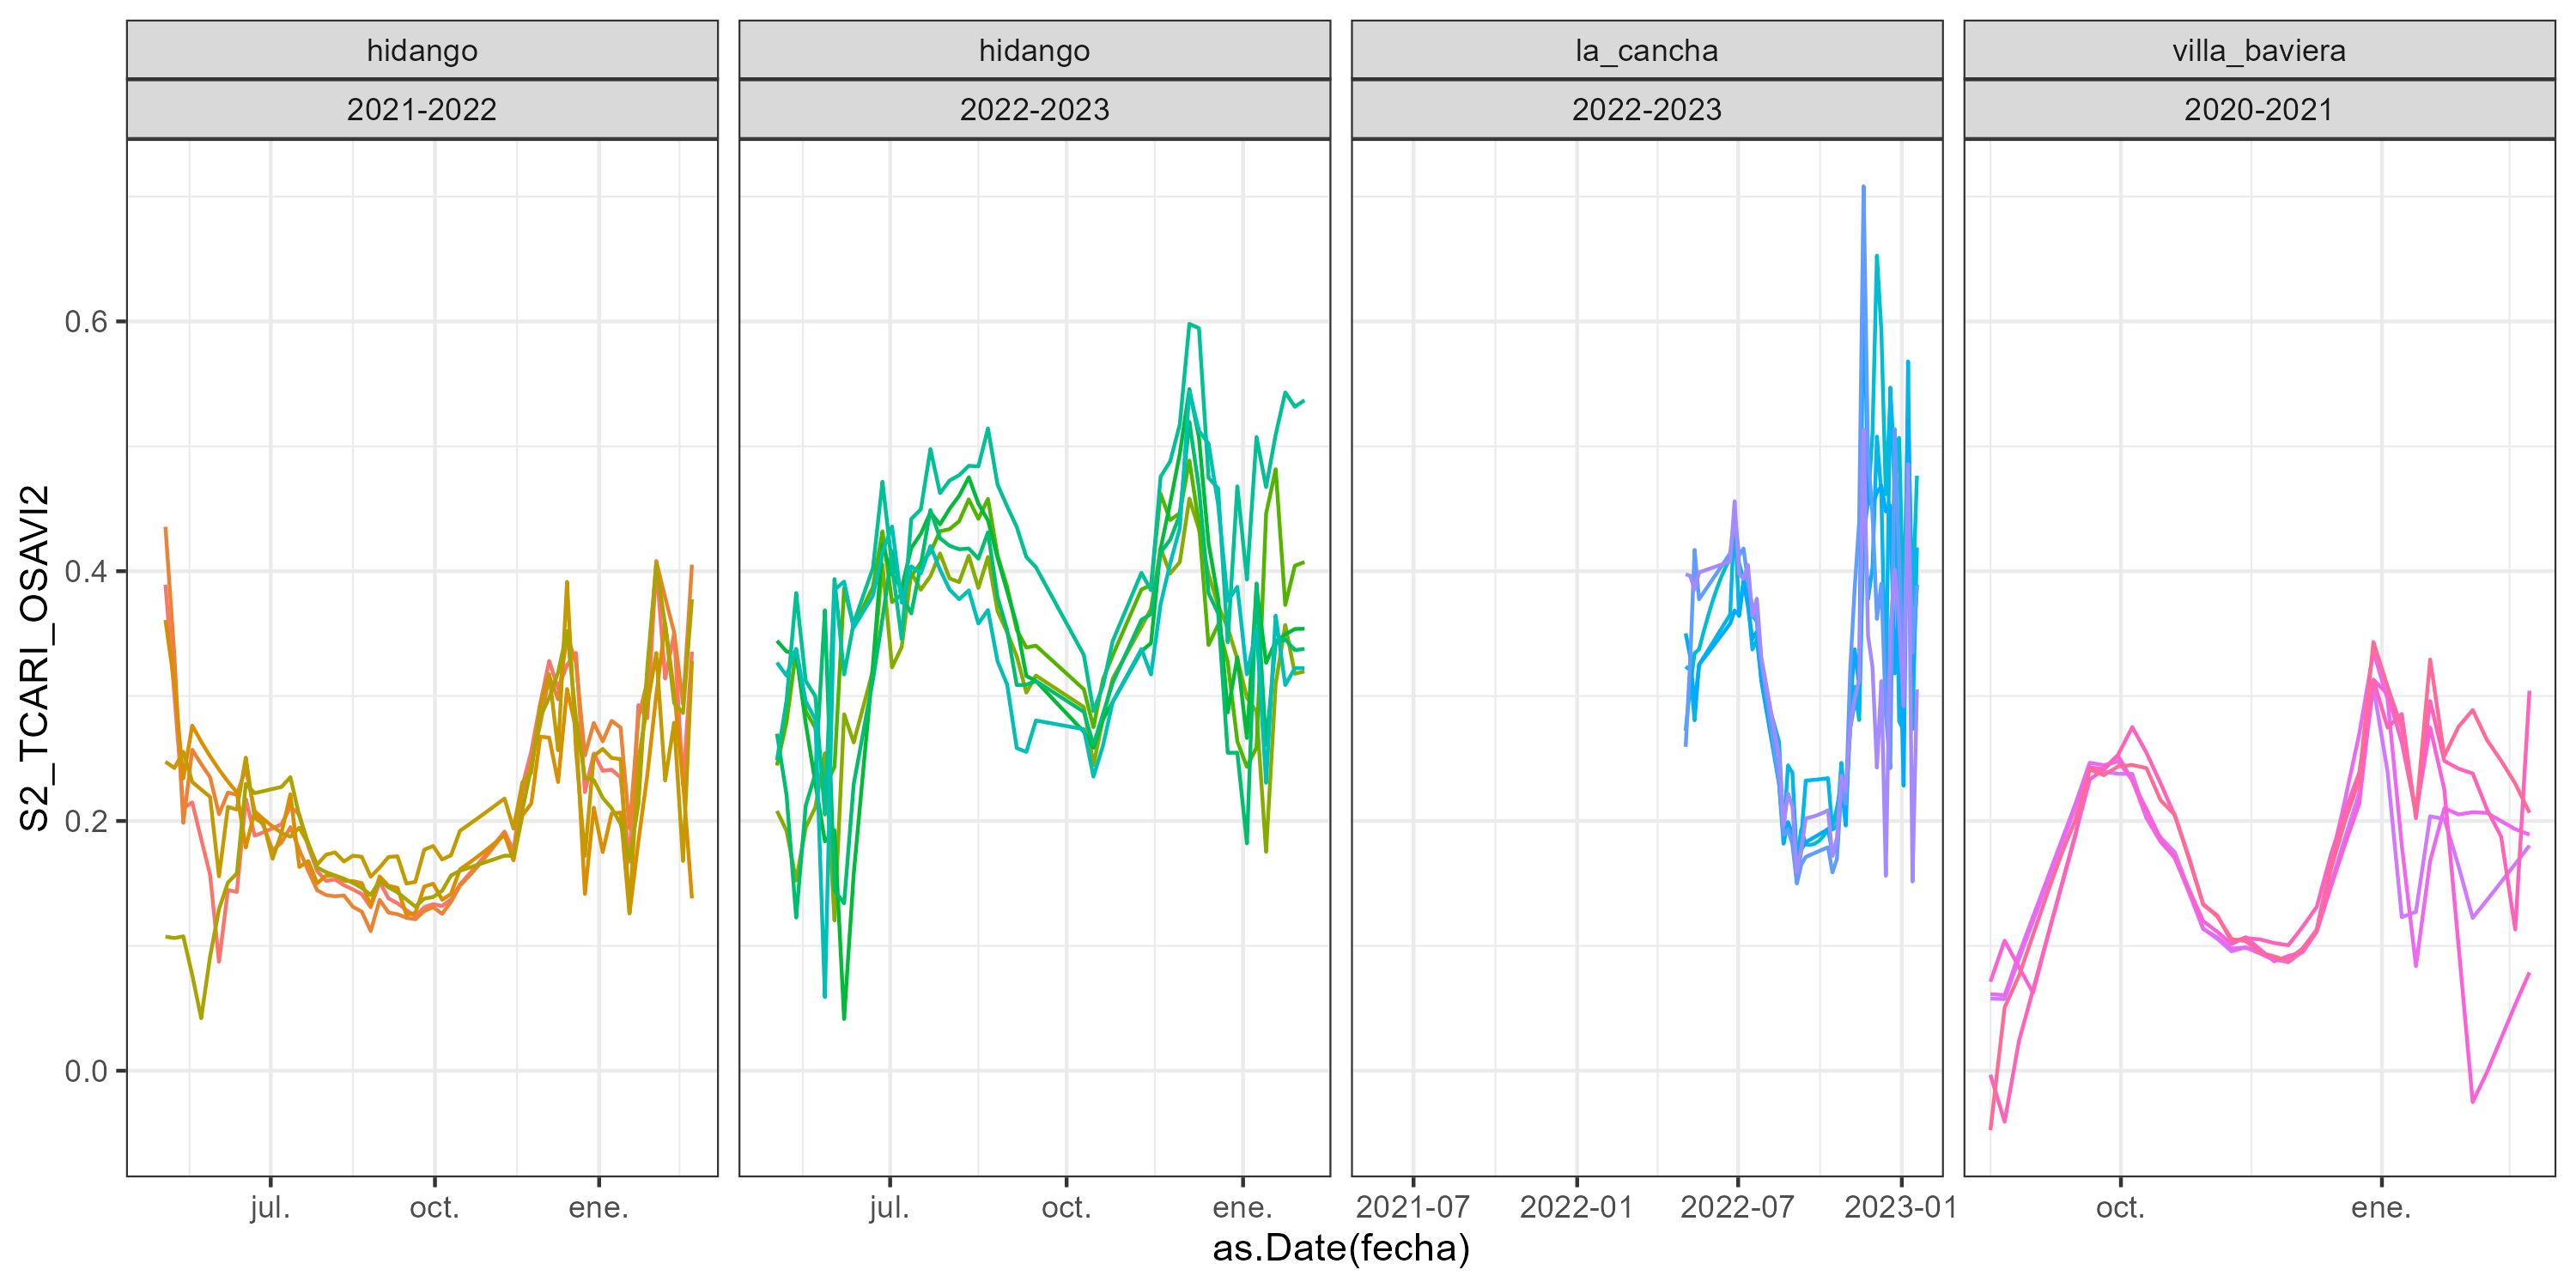 hidango hidango la_cancha villa_baviera
2021-2022 2022-2023 2022-2023 2020-2021
S2_TCARI_OSAVI2
0.6
0.4
0.2
0.0
jul. oct. ene. jul. oct. ene. 2021-07 2022-01 2022-07 2023-01 oct. ene.
as.Date(fecha)